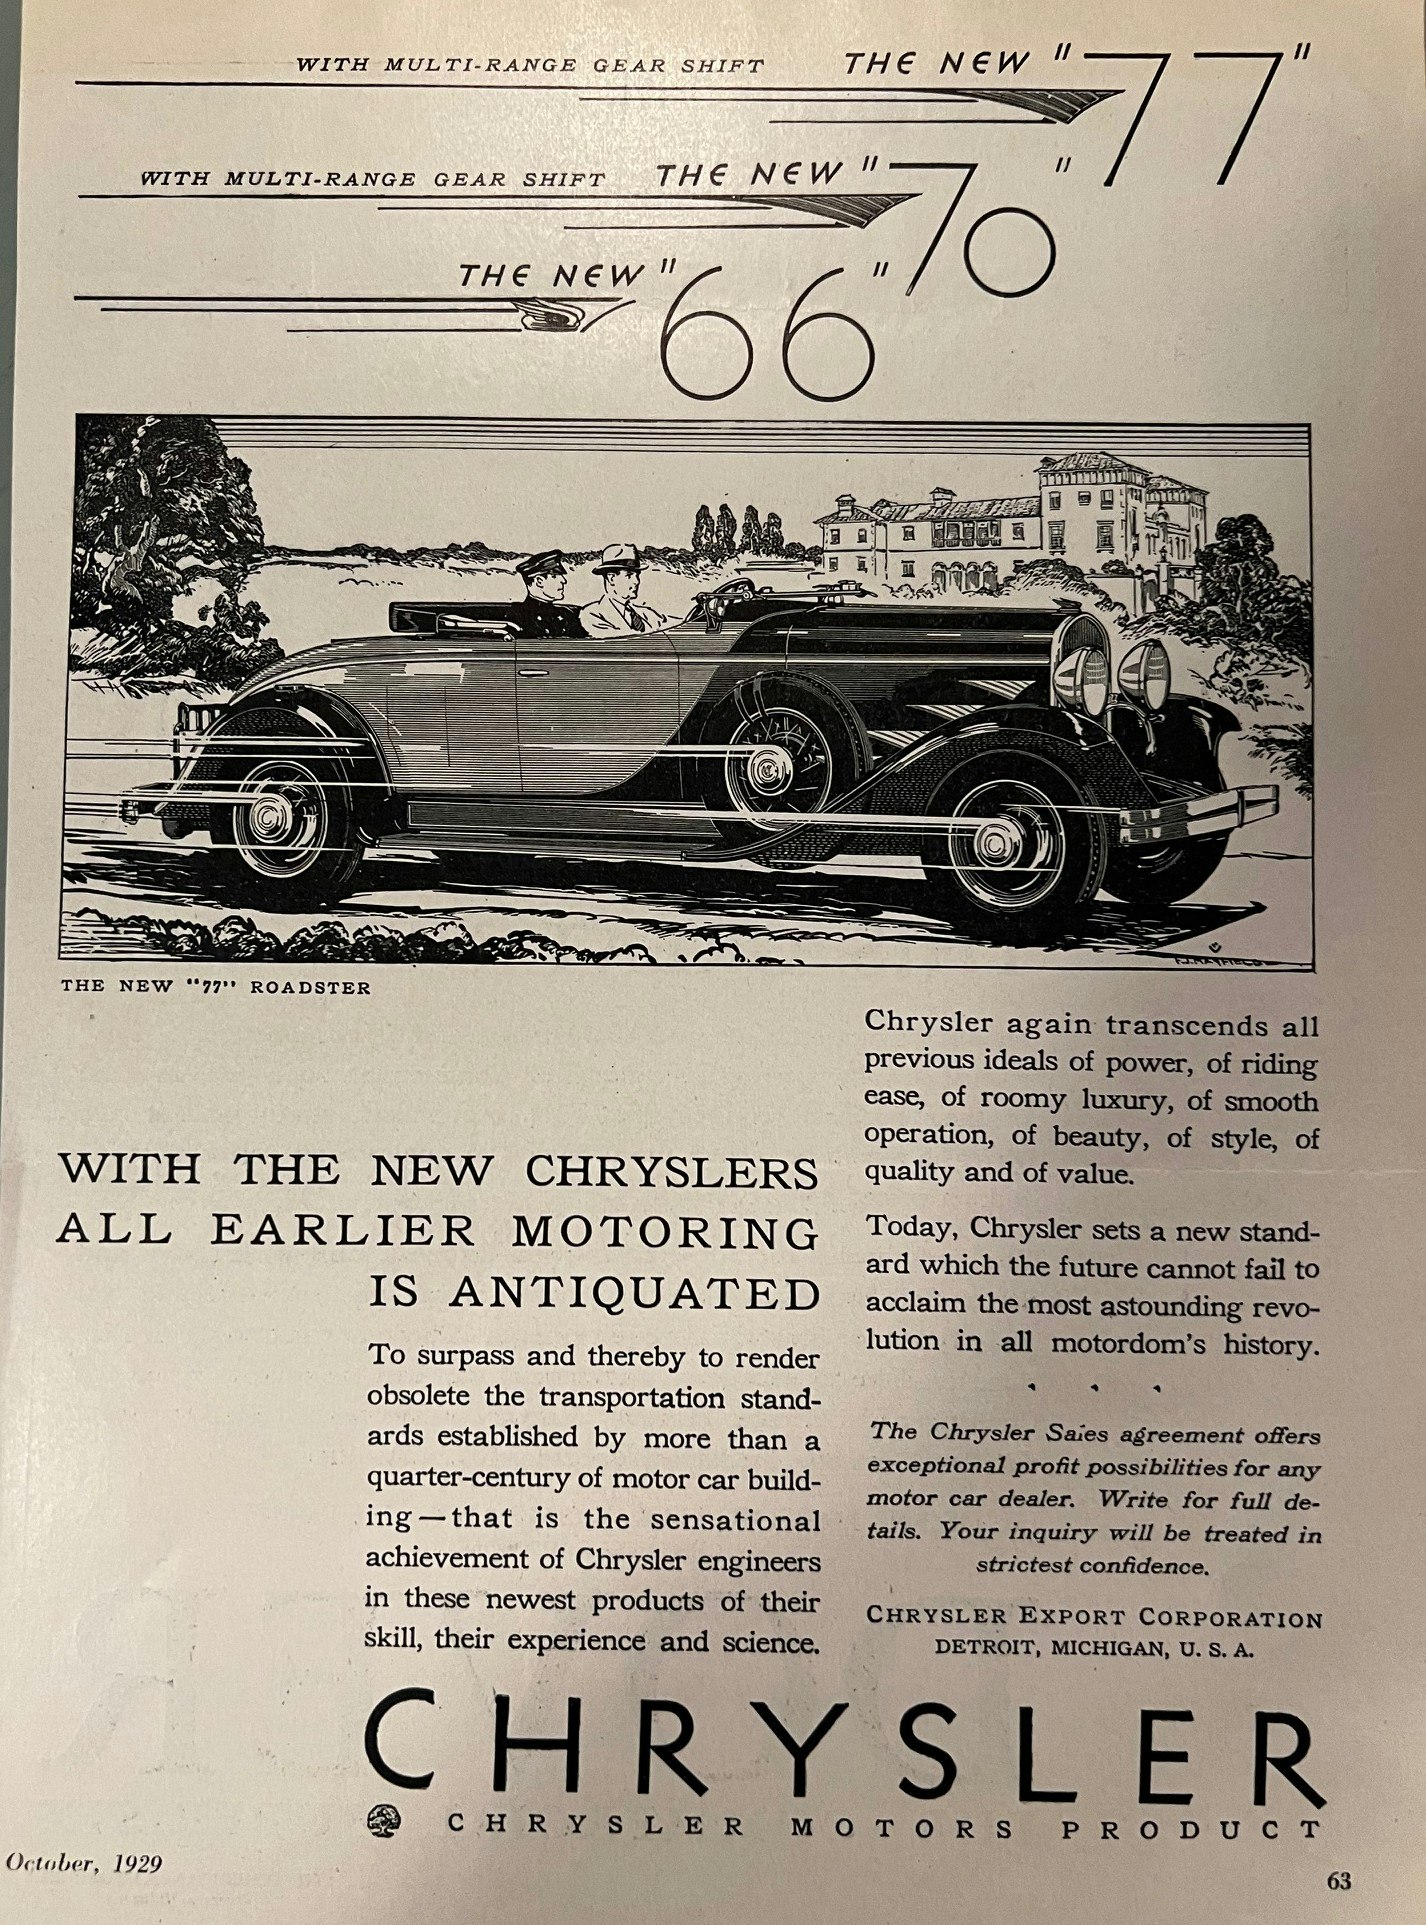 WITH MULTI-RANGE GEAR SHIFT THE NEW "77"
WITH MULTI-RANGE GEAR SHIFT THE NEW "70"
THE NEW "66"
F.J. HAYFIELD
THE NEW "77" ROADSTER
WITH THE NEW CHRYSLERS
ALL EARLIER MOTORING
IS ANTIQUATED
To surpass and thereby to render
obsolete the transportation stand-
ards established by more than a
quarter-century of motor car build-
ing—that is the sensational
achievement of Chrysler engineers
in these newest products of their
skill, their experience and science.
Chrysler again transcends all
previous ideals of power, of riding
ease, of roomy luxury, of smooth
operation, of beauty, of style, of
quality and of value.
Today, Chrysler sets a new stand-
ard which the future cannot fail to
acclaim the most astounding revo-
lution in all motordom's history.
The Chrysler Sales agreement offers
exceptional profit possibilities for any
motor car dealer. Write for full de-
tails. Your inquiry will be treated in
strictest confidence.
CHRYSLER EXPORT CORPORATION
DETROIT, MICHIGAN, U. S. A.
CHRYSLER
CHRYSLER MOTORS PRODUCT
October, 1929
63